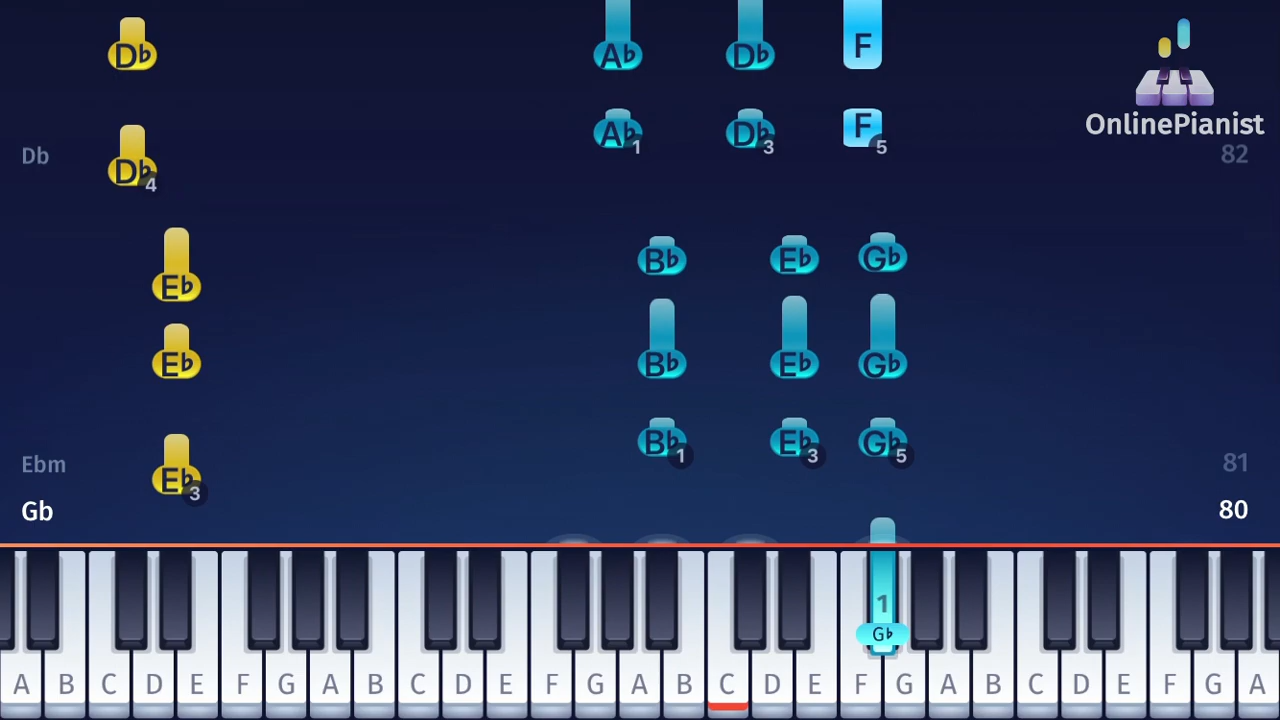 Db Ab Db F
OnlinePianist
Ab 1 Db 3 F 5
Db 82
Db 4
Bb Eb Gb
Eb
Eb Bb Eb Gb
Bb 1 Eb 3 Gb 5
Ebm 81
Eb 3
Gb 80
1
Gb
A B C D E F G A B C D E F G A B C D E F G A B C D E F G A